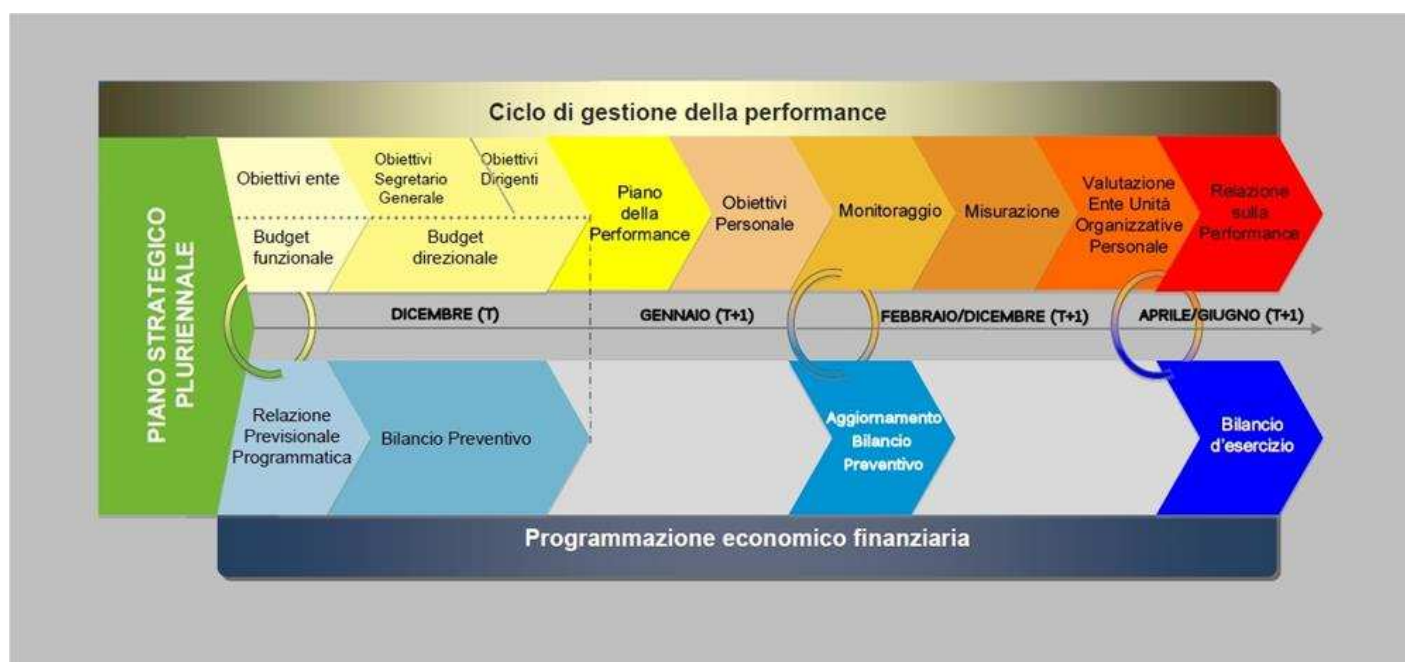 Ciclo di gestione della performance
PIANO STRATEGICO
PLURIENNALE
Obiettivi ente
Obiettivi
Segretario
Generale
Obiettivi
Dirigenti
Budget
funzionale
Budget
direzionale
Piano
della
Performance
Obiettivi
Personale
Monitoraggio
Misurazione
Valutazione
Ente Unità
Organizzative
Personale
Relazione
sulla
Performance
DICEMBRE (T)
GENNAIO (T+1)
FEBBRAIO/DICEMBRE (T+1)
APRILE/GIUGNO (T+1)
Relazione
Previsionale
Programmatica
Bilancio Preventivo
Aggiornamento
Bilancio
Preventivo
Bilancio
d'esercizio
Programmazione economico finanziaria